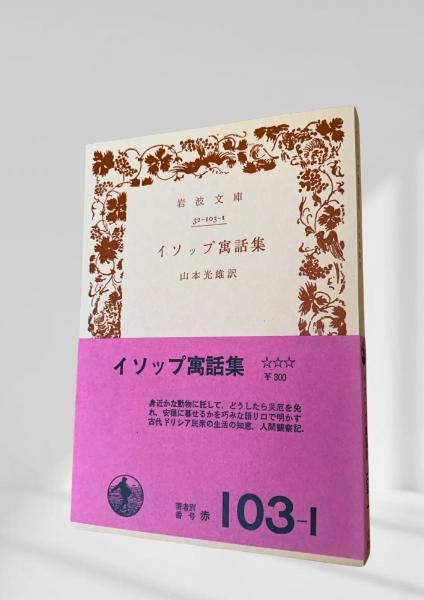 岩波文庫
32-103-1
イソップ寓話集
山本光雄訳
イソップ寓話集 ☆☆☆
￥300
身近かな動物に託して，どうしたら災厄を免
れ，安穏に暮せるかを巧みな語り口で明かす
古代ギリシア民衆の生活の知恵，人間観察記．
著者別
番号 赤 103-1